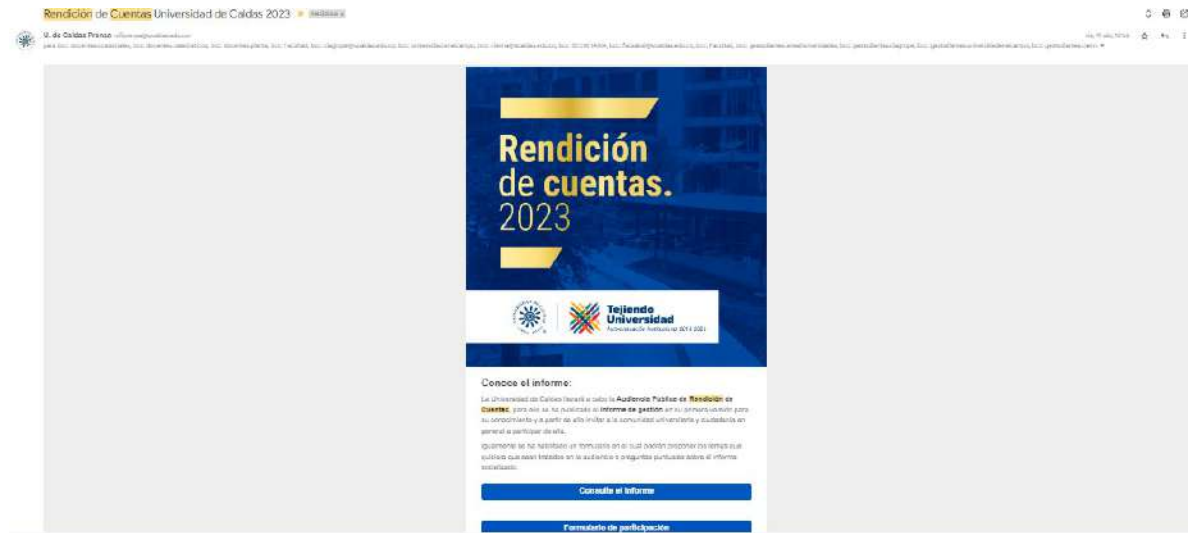 Rendición de Cuentas Universidad de Caldas 2023
U. de Caldas Prensa
Rendición
de cuentas.
2023
Tejiendo
Universidad
Conoce el informe:
La Universidad de Caldas llevará a cabo la Audiencia Pública de Rendición de
Cuentas, para ello se ha publicado el informe de gestión en su primera versión para
su conocimiento y a partir de ello invitar a la comunidad universitaria y ciudadanía en
general a participar de ella.
Igualmente se ha habilitado un formulario en el cual podrán proponer los temas que
quisiera que sean tratados en la audiencia o preguntas puntuales sobre el informe
socializado.
Consulte el informe
Formulario de participación